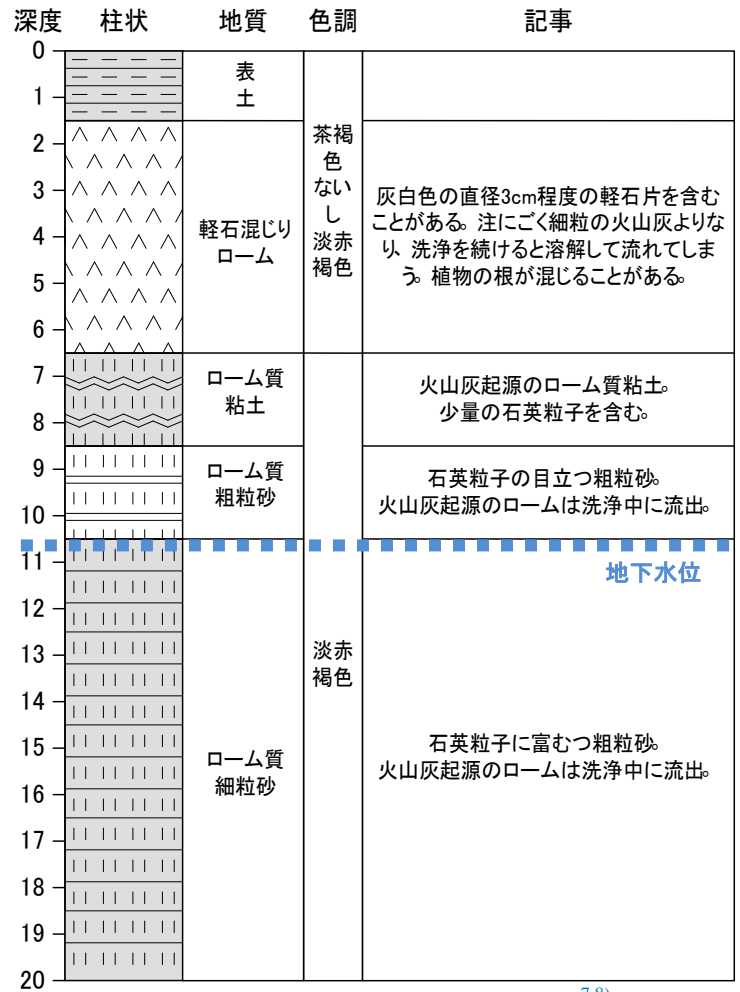 深度 柱状 地質 色調 記事
0
1
2
3
4
5
6
7
8
9
10
11
12
13
14
15
16
17
18
19
20
表
土
軽石混じり
ローム
ローム質
粘土
ローム質
粗粒砂
ローム質
細粒砂
茶褐
色
ない
し
淡赤
褐色
淡赤
褐色
灰白色の直径3cm程度の軽石片を含む
ことがある。注にごく細粒の火山灰よりな
り、洗浄を続けると溶解して流れてしま
う。植物の根が混じることがある。
火山灰起源のローム質粘土。
少量の石英粒子を含む。
石英粒子の目立つ粗粒砂。
火山灰起源のロームは洗浄中に流出。
地下水位
石英粒子に富むつ粗粒砂。
火山灰起源のロームは洗浄中に流出。